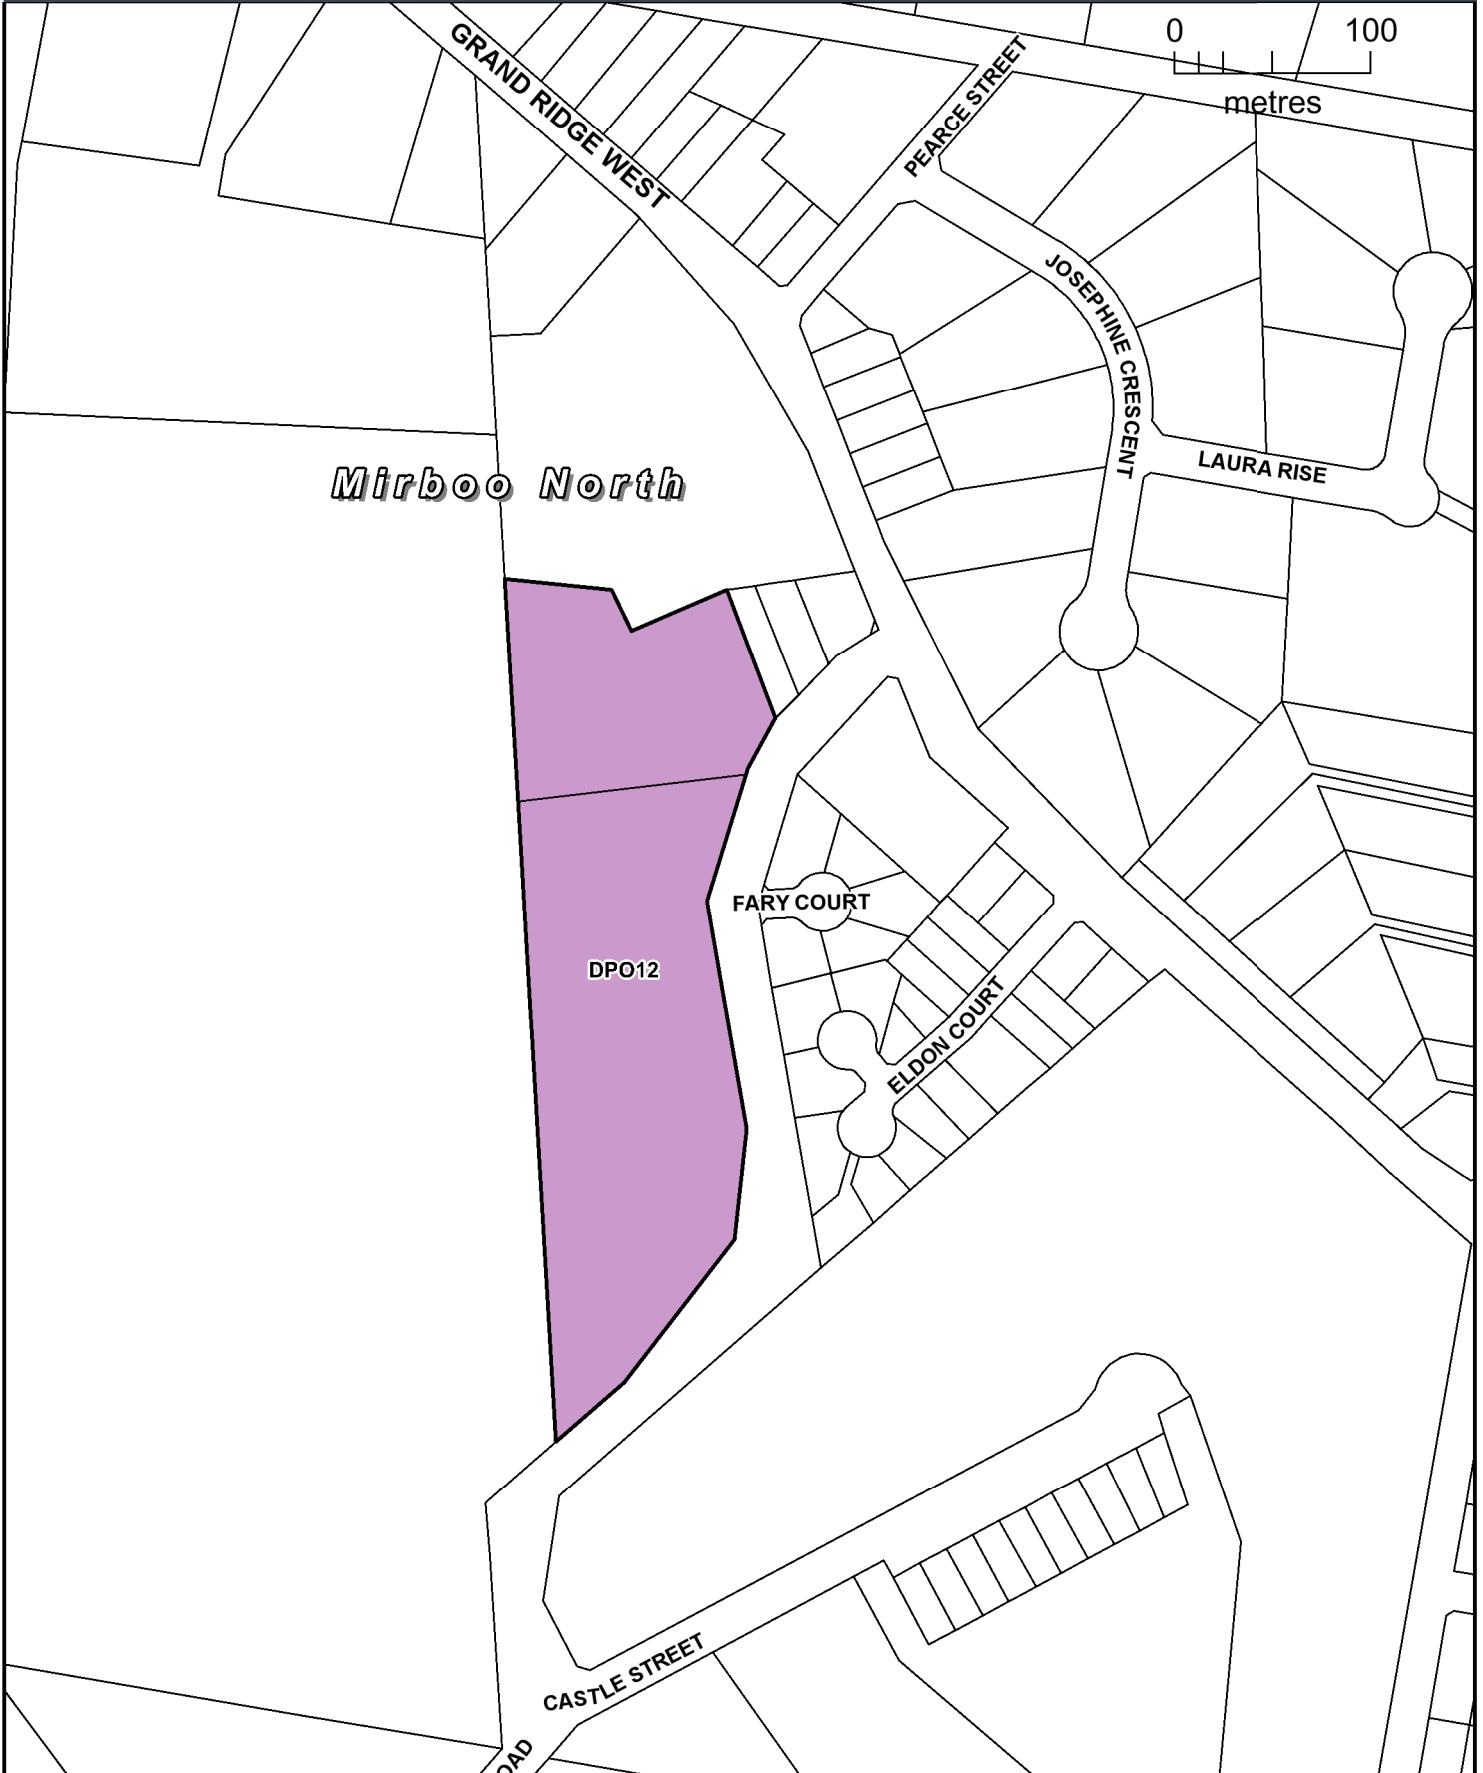 0 100
metres
GRAND RIDGE WEST
PEARCE STREET
JOSEPHINE CRESCENT
LAURA RISE
Mirboo North
FARY COURT
DPO12
ELDON COURT
CASTLE STREET
OAD